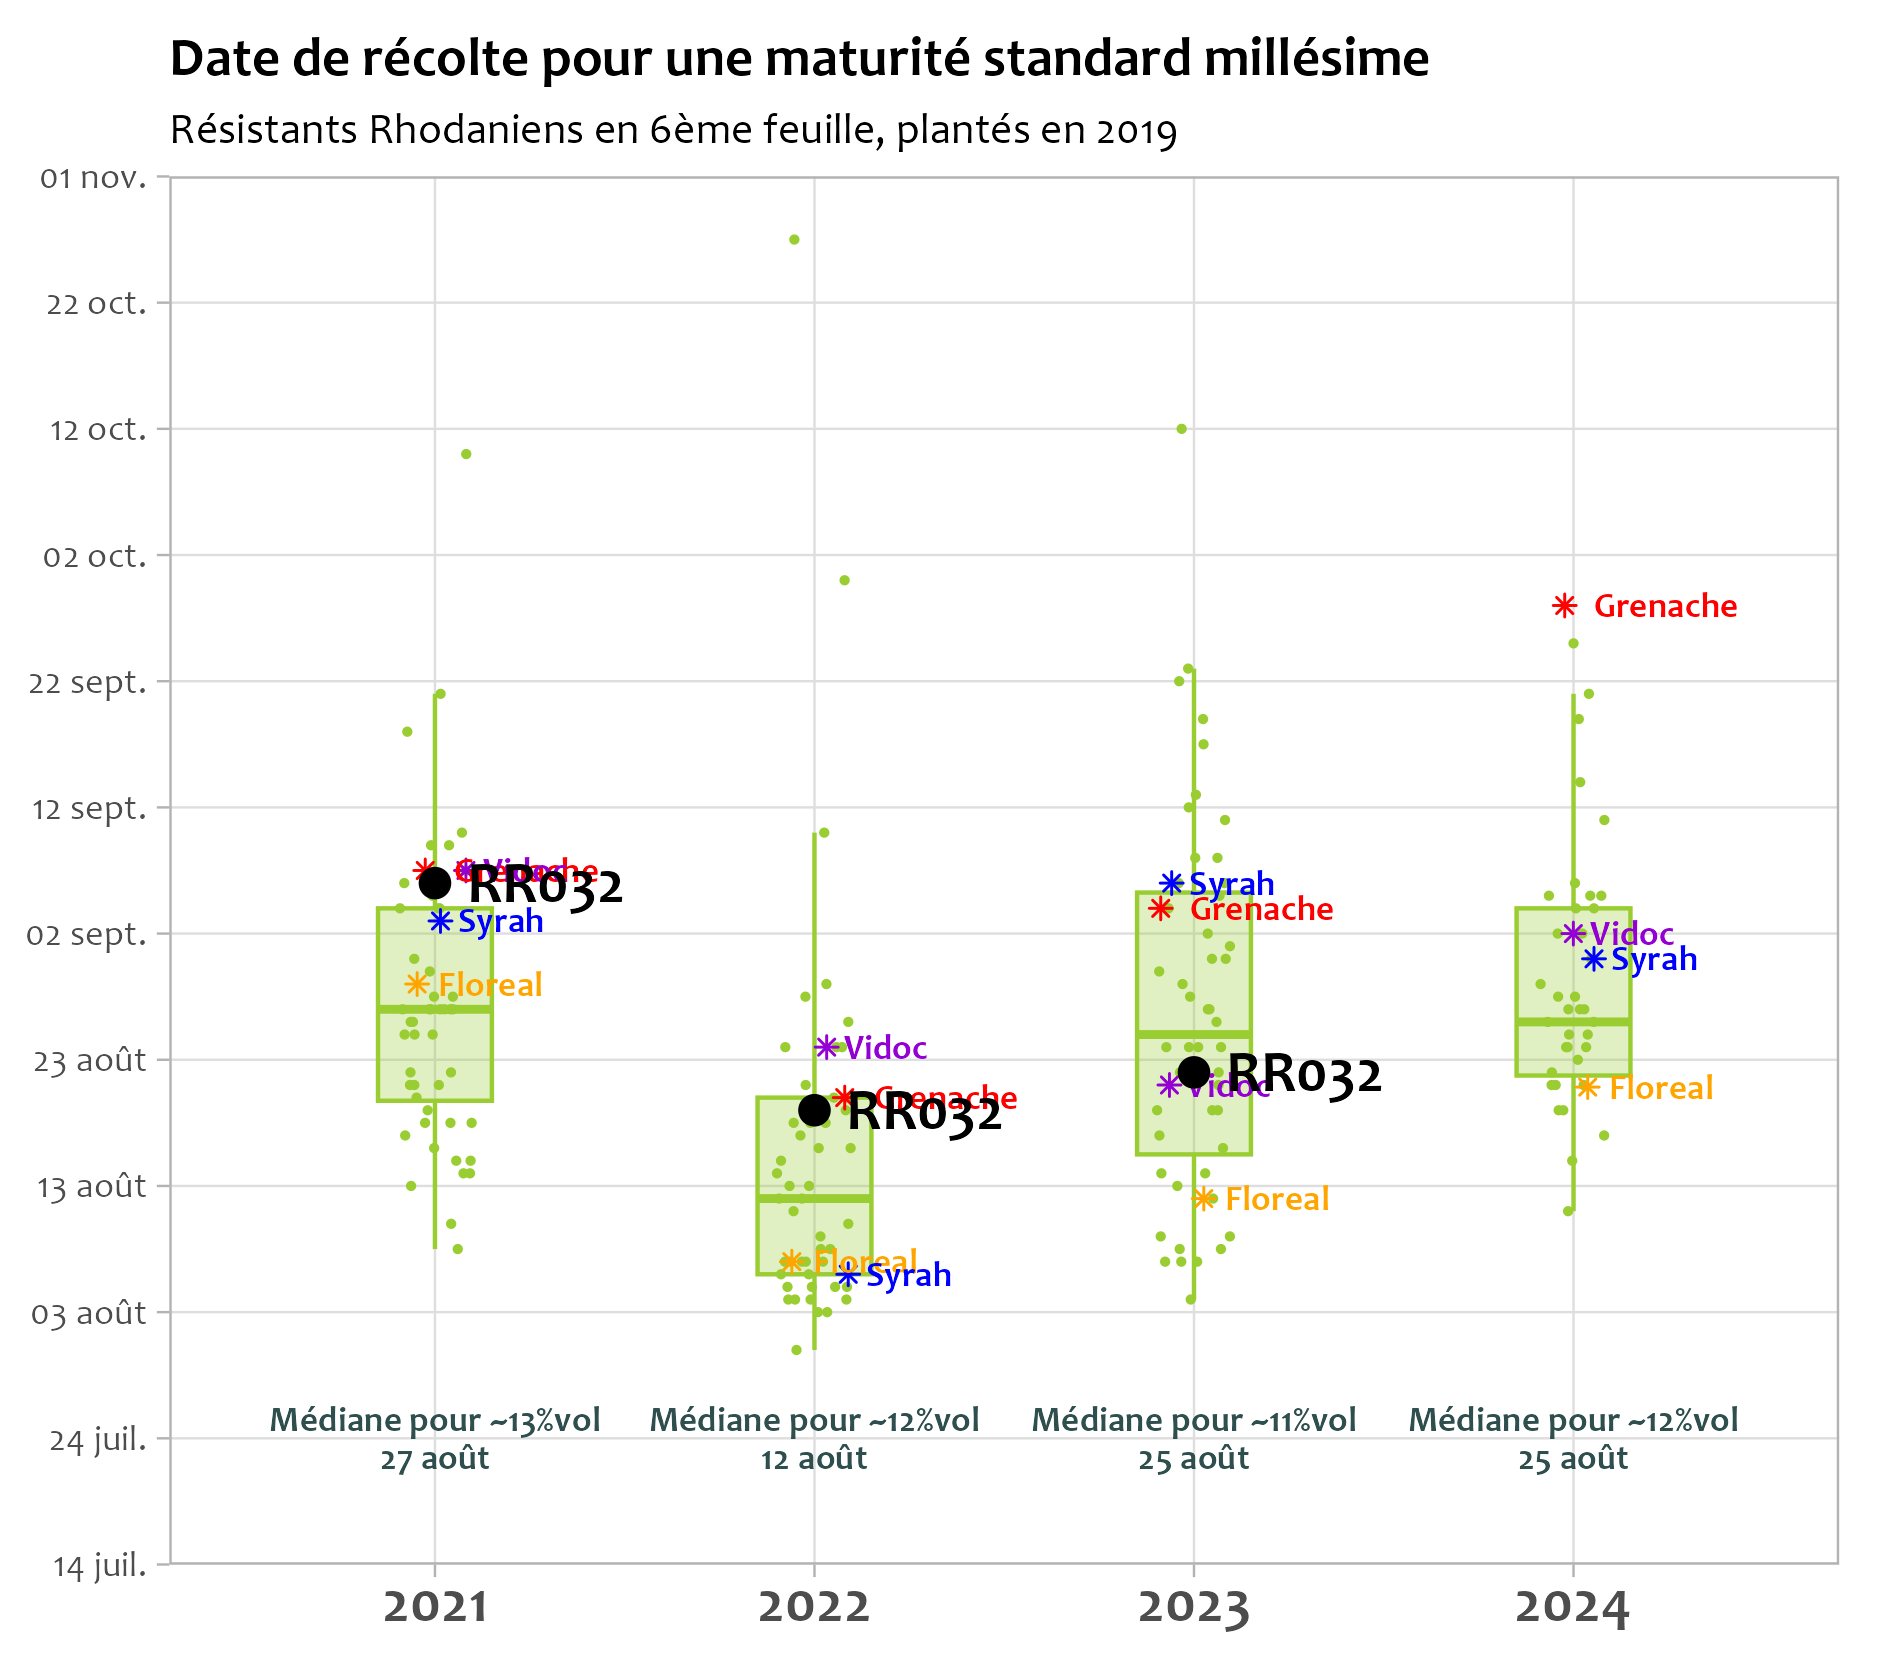 Date de récolte pour une maturité standard millésime
Résistants Rhodaniens en 6ème feuille, plantés en 2019
01 nov.
22 oct.
12 oct.
02 oct.
22 sept.
12 sept.
02 sept.
23 août
13 août
03 août
24 juil.
14 juil.
Grenache
Vidoc
RR032
Syrah
Floreal
Vidoc
Grenache
RR032
Floreal
Syrah
Syrah
Grenache
RR032
Vidoc
Floreal
Grenache
Vidoc
Syrah
Floreal
Médiane pour ~13%vol
27 août
Médiane pour ~12%vol
12 août
Médiane pour ~11%vol
25 août
Médiane pour ~12%vol
25 août
2021
2022
2023
2024